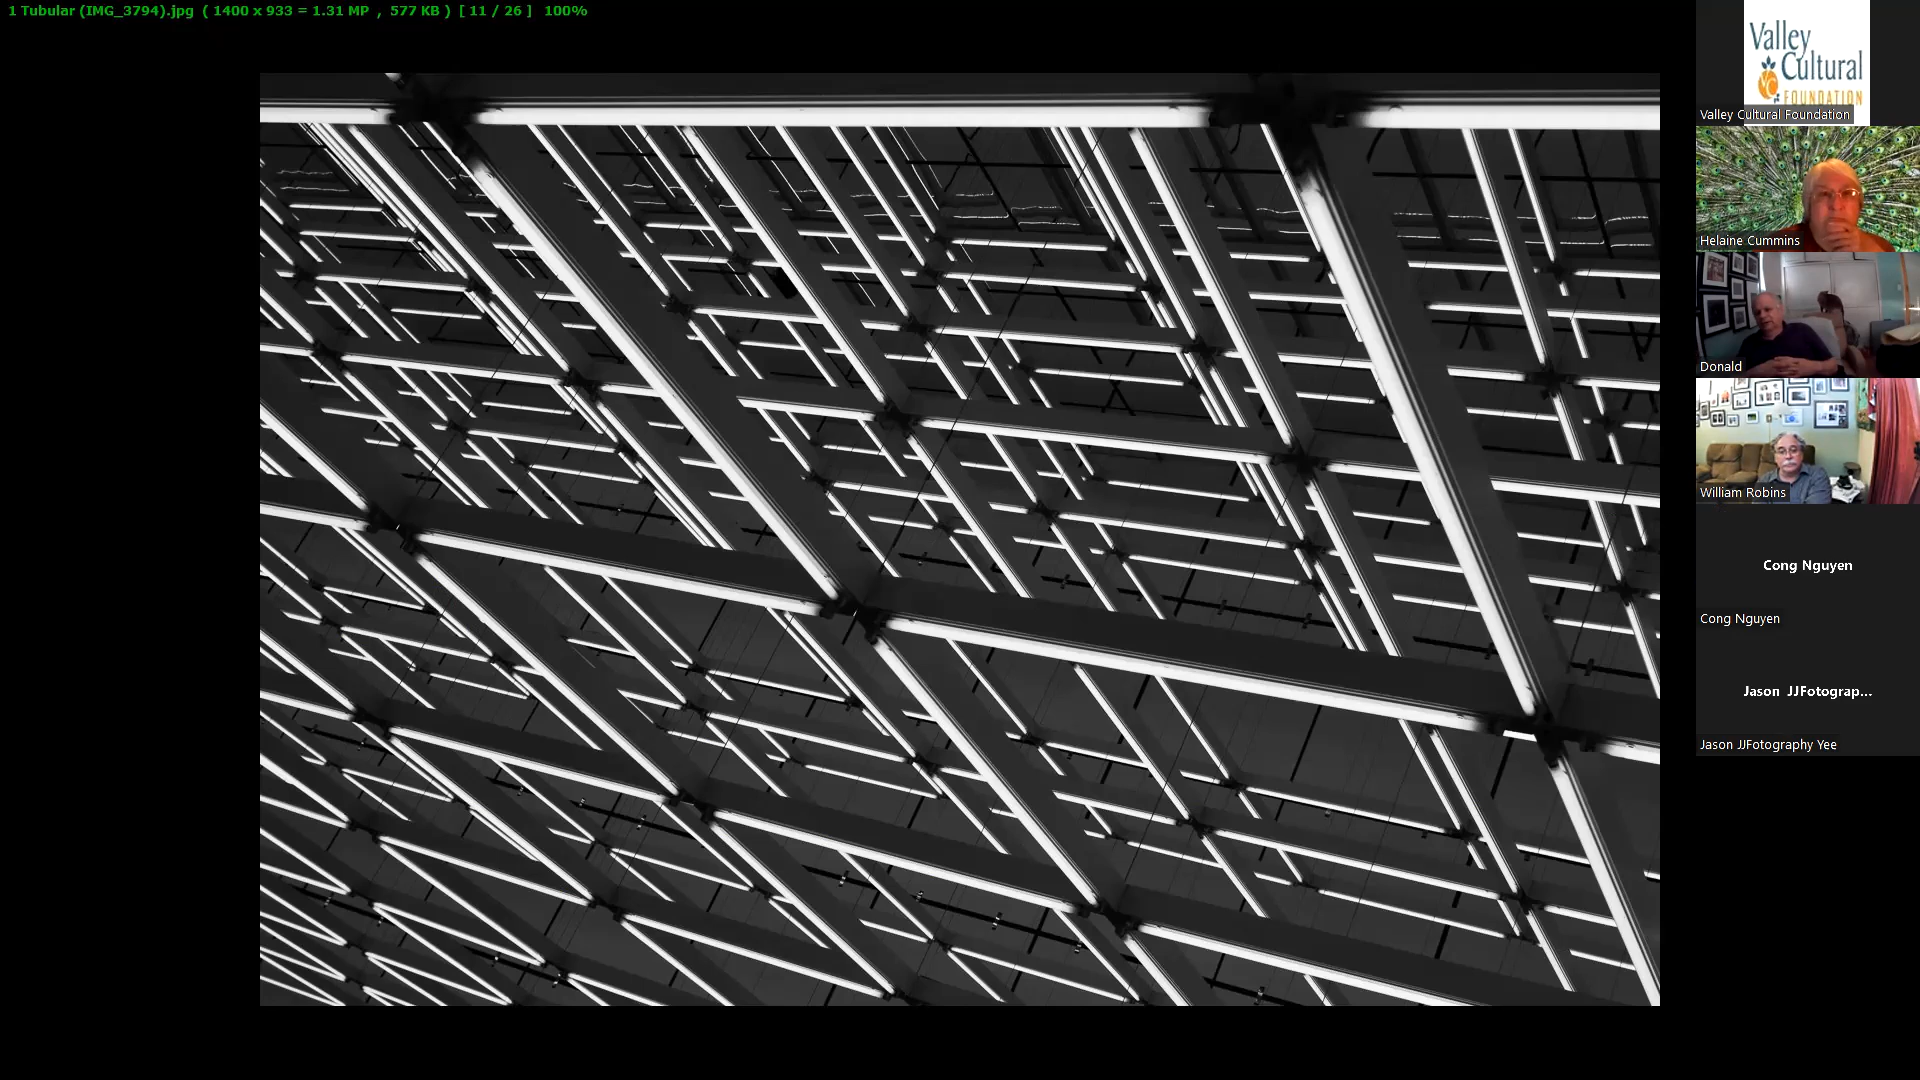 1 Tubular (IMG_3794).jpg ( 1400 x 933 = 1.31 MP , 577 KB ) [ 11 / 26 ] 100%
Valley
Cultural
FOUNDATION
Valley Cultural Foundation
Helaine Cummins
Donald
William Robins
Cong Nguyen
Cong Nguyen
Jason JJFotograp...
Jason JJFotography Yee